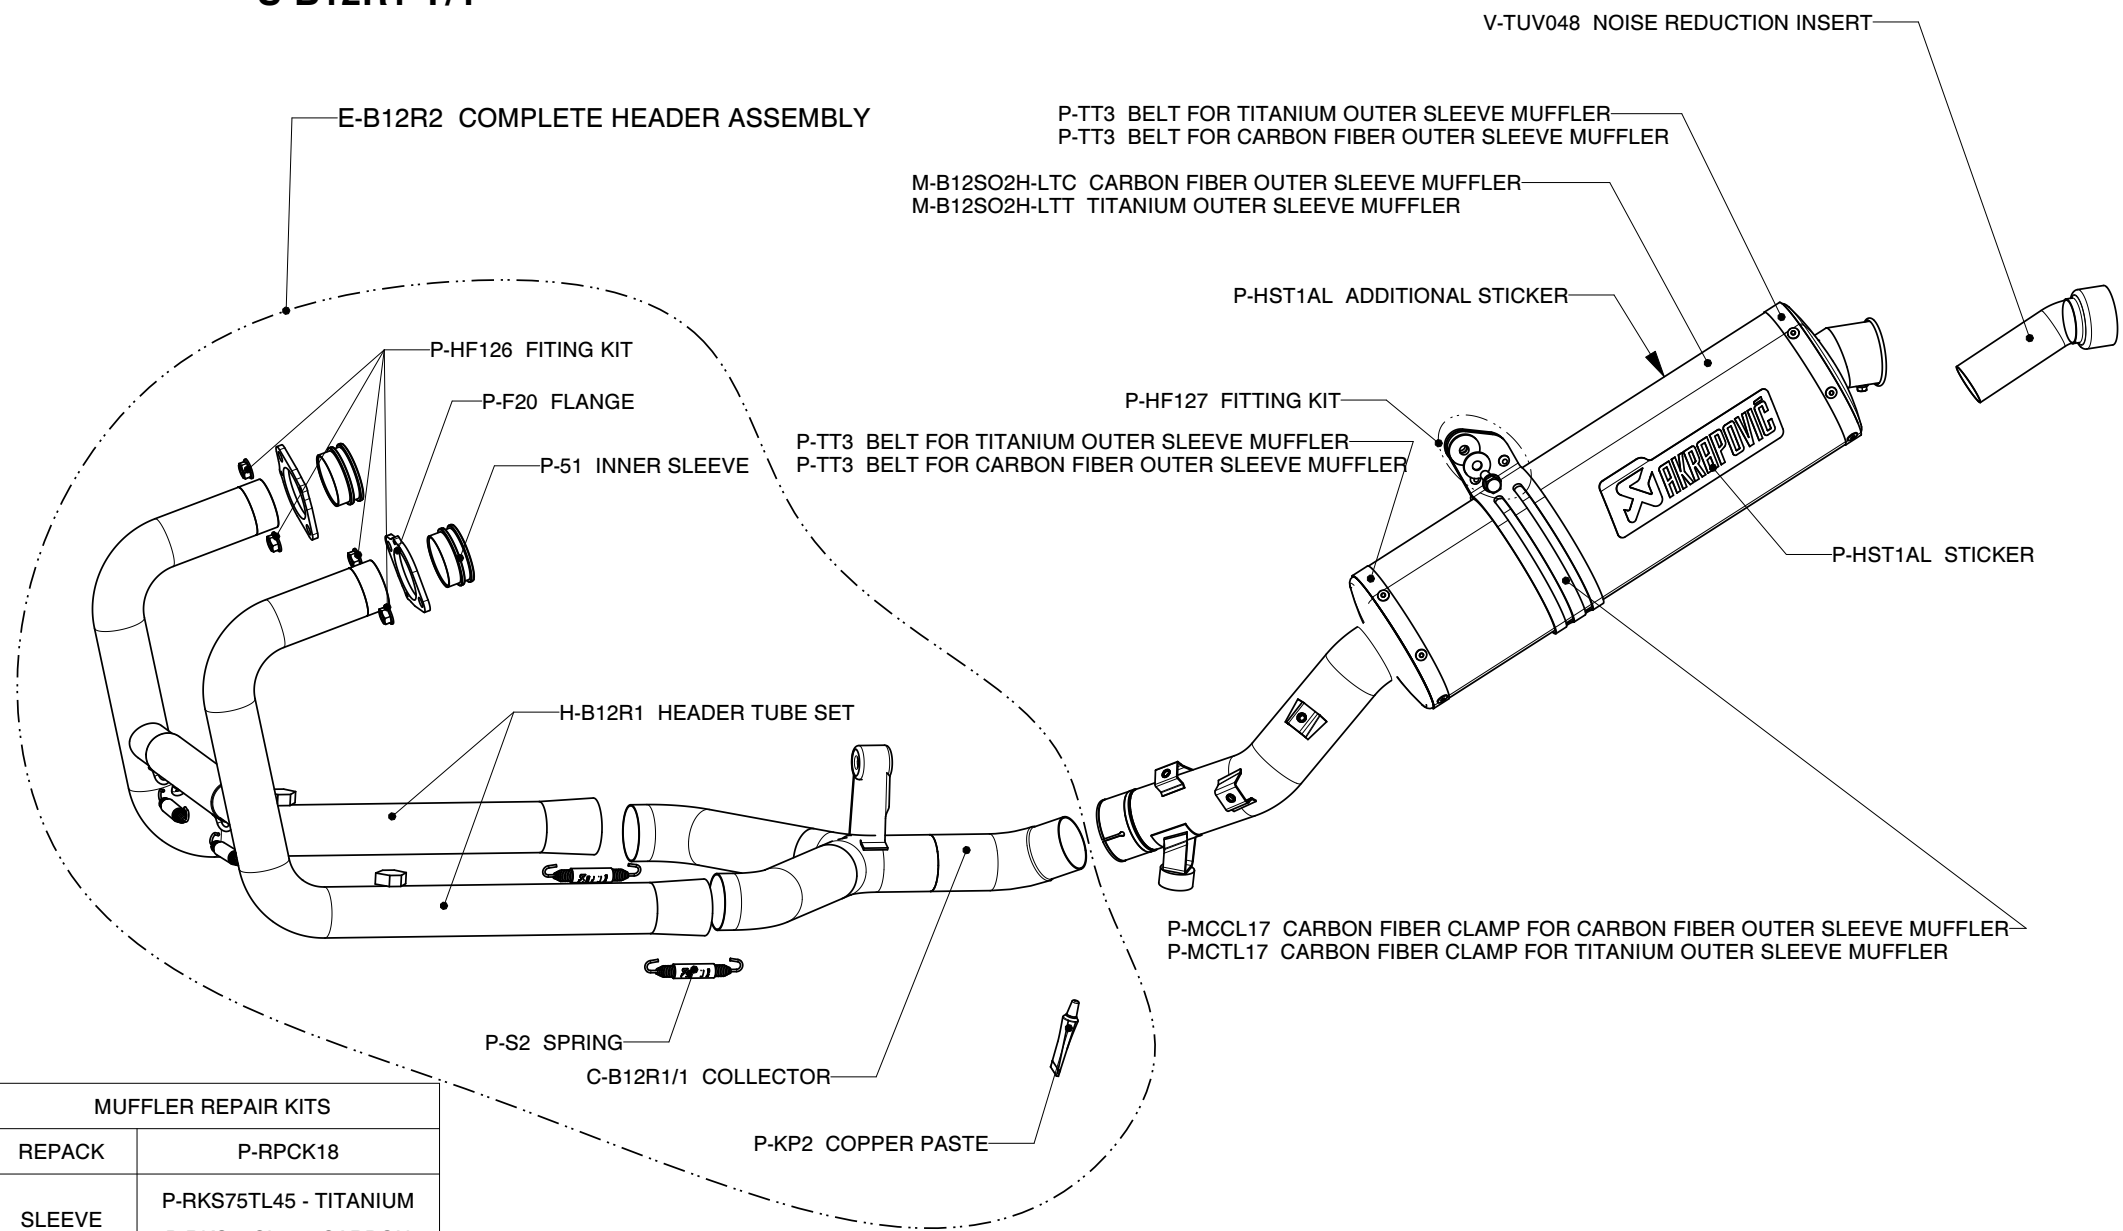 V-TUV048 NOISE REDUCTION INSERT
E-B12R2 COMPLETE HEADER ASSEMBLY
P-TT3 BELT FOR TITANIUM OUTER SLEEVE MUFFLER
P-TT3 BELT FOR CARBON FIBER OUTER SLEEVE MUFFLER
M-B12SO2H-LTC CARBON FIBER OUTER SLEEVE MUFFLER
M-B12SO2H-LTT TITANIUM OUTER SLEEVE MUFFLER
P-HST1AL ADDITIONAL STICKER
P-HF126 FITING KIT
P-F20 FLANGE
P-HF127 FITTING KIT
P-TT3 BELT FOR TITANIUM OUTER SLEEVE MUFFLER
P-TT3 BELT FOR CARBON FIBER OUTER SLEEVE MUFFLER
AKRAPOVIČ
P-51 INNER SLEEVE
P-HST1AL STICKER
H-B12R1 HEADER TUBE SET
P-MCCL17 CARBON FIBER CLAMP FOR CARBON FIBER OUTER SLEEVE MUFFLER
P-MCTL17 CARBON FIBER CLAMP FOR TITANIUM OUTER SLEEVE MUFFLER
P-S2 SPRING
C-B12R1/1 COLLECTOR
P-KP2 COPPER PASTE
MUFFLER REPAIR KITS
REPACK P-RPCK18
SLEEVE P-RKS75TL45 - TITANIUM